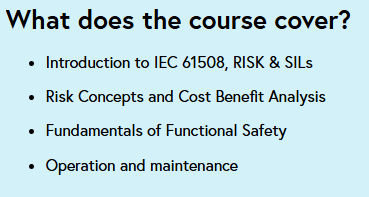 What does the course cover?
• Introduction to IEC 61508, RISK & SILs
• Risk Concepts and Cost Benefit Analysis
• Fundamentals of Functional Safety
• Operation and maintenance